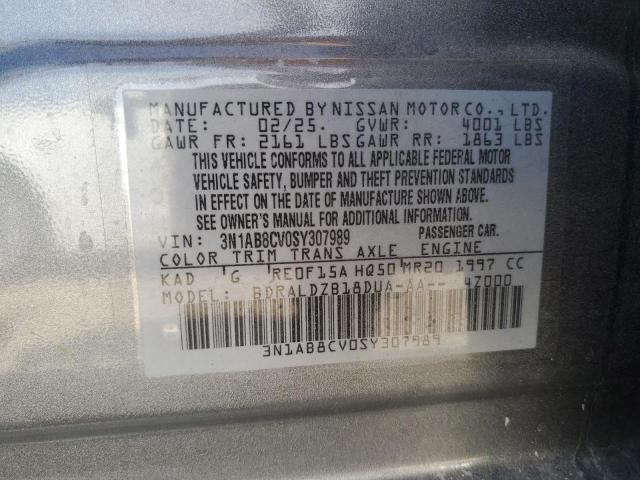 MANUFACTURED BY NISSAN MOTOR CO., LTD.
DATE: 02/25. GVWR: 4001 LBS
GAWR FR: 2161 LBS GAWR RR: 1863 LBS
THIS VEHICLE CONFORMS TO ALL APPLICABLE FEDERAL MOTOR
VEHICLE SAFETY, BUMPER AND THEFT PREVENTION STANDARDS
IN EFFECT ON THE DATE OF MANUFACTURE SHOWN ABOVE.
SEE OWNER'S MANUAL FOR ADDITIONAL INFORMATION.
VIN: 3N1AB8CV0SY307989 PASSENGER CAR.
COLOR TRIM TRANS AXLE ENGINE
KAD G RE0F15A HQ50 MR20 1997 CC
MODEL: BDRALDZB18DUA-AA-- 4Z000
3N1AB8CV0SY307989